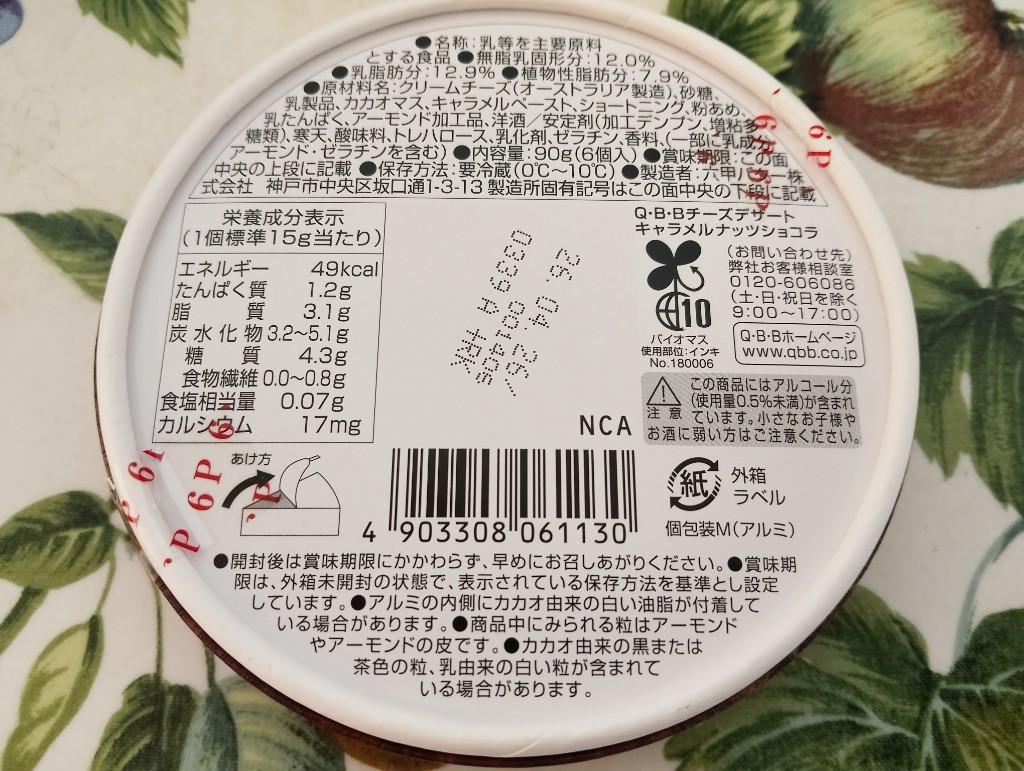 ●名称:乳等を主要原料
とする食品 ●無脂乳固形分:12.0%
●乳脂肪分:12.9% ●植物性脂肪分:7.9%
●原材料名:クリームチーズ(オーストラリア製造)、砂糖、
乳製品、カカオマス、キャラメルペースト、ショートニング、粉あめ、
乳たんぱく、アーモンド加工品、洋酒/安定剤(加工デンプン、増粘多
糖類)、寒天、酸味料、トレハロース、乳化剤、ゼラチン、香料、(一部に乳成分・
アーモンド・ゼラチンを含む) ●内容量:90g(6個入) ●賞味期限:この面
中央の上段に記載 ●保存方法:要冷蔵(0℃~10℃) ●製造者:六甲バター株
式会社 神戸市中央区坂口通1-3-13 製造所固有記号はこの面中央の下段に記載
栄養成分表示
(1個標準15g当たり)
エネルギー 49kcal
たんぱく質 1.2g
脂質 3.1g
炭水化物 3.2~5.1g
糖質 4.3g
食物繊維 0.0~0.8g
食塩相当量 0.07g
カルシウム 17mg
26. 04.
NCA
Q・B・Bチーズデザート
キャラメルナッツショコラ
10
バイオマス
使用部位:インキ
No.180006
(お問い合わせ先)
弊社お客様相談室
0120-606086
(土・日・祝日を除く
9:00~17:00)
Q・B・Bホームページ
www.qbb.co.jp
注意
この商品にはアルコール分
(使用量0.5%未満)が含まれ
ています。小さなお子様や
お酒に弱い方はご注意ください。
あけ方
4 903308 061130
紙
外箱
ラベル
個包装M(アルミ)
●開封後は賞味期限にかかわらず、早めにお召しあがりください。●賞味期
限は、外箱未開封の状態で、表示されている保存方法を基準とし設定
しています。●アルミの内側にカカオ由来の白い油脂が付着して
いる場合があります。●商品中にみられる粒はアーモンド
やアーモンドの皮です。●カカオ由来の黒または
茶色の粒、乳由来の白い粒が含まれて
いる場合があります。
6P
6P
6P
6P